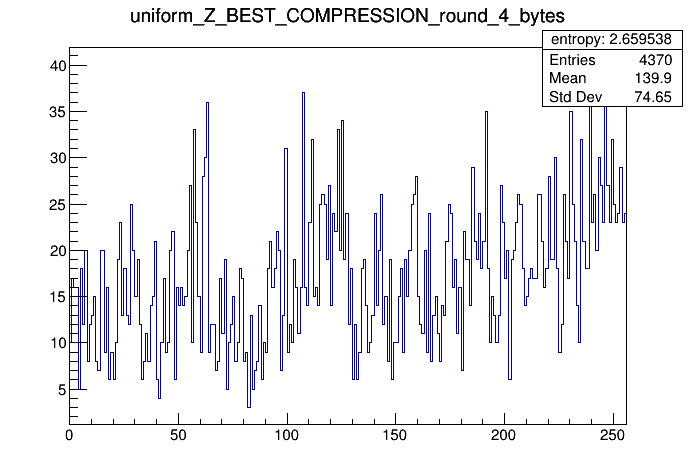 uniform_Z_BEST_COMPRESSION_round_4_bytes
entropy: 2.659538
Entries 4370
Mean 139.9
Std Dev 74.65
40
35
30
25
20
15
10
5
0 50 100 150 200 250